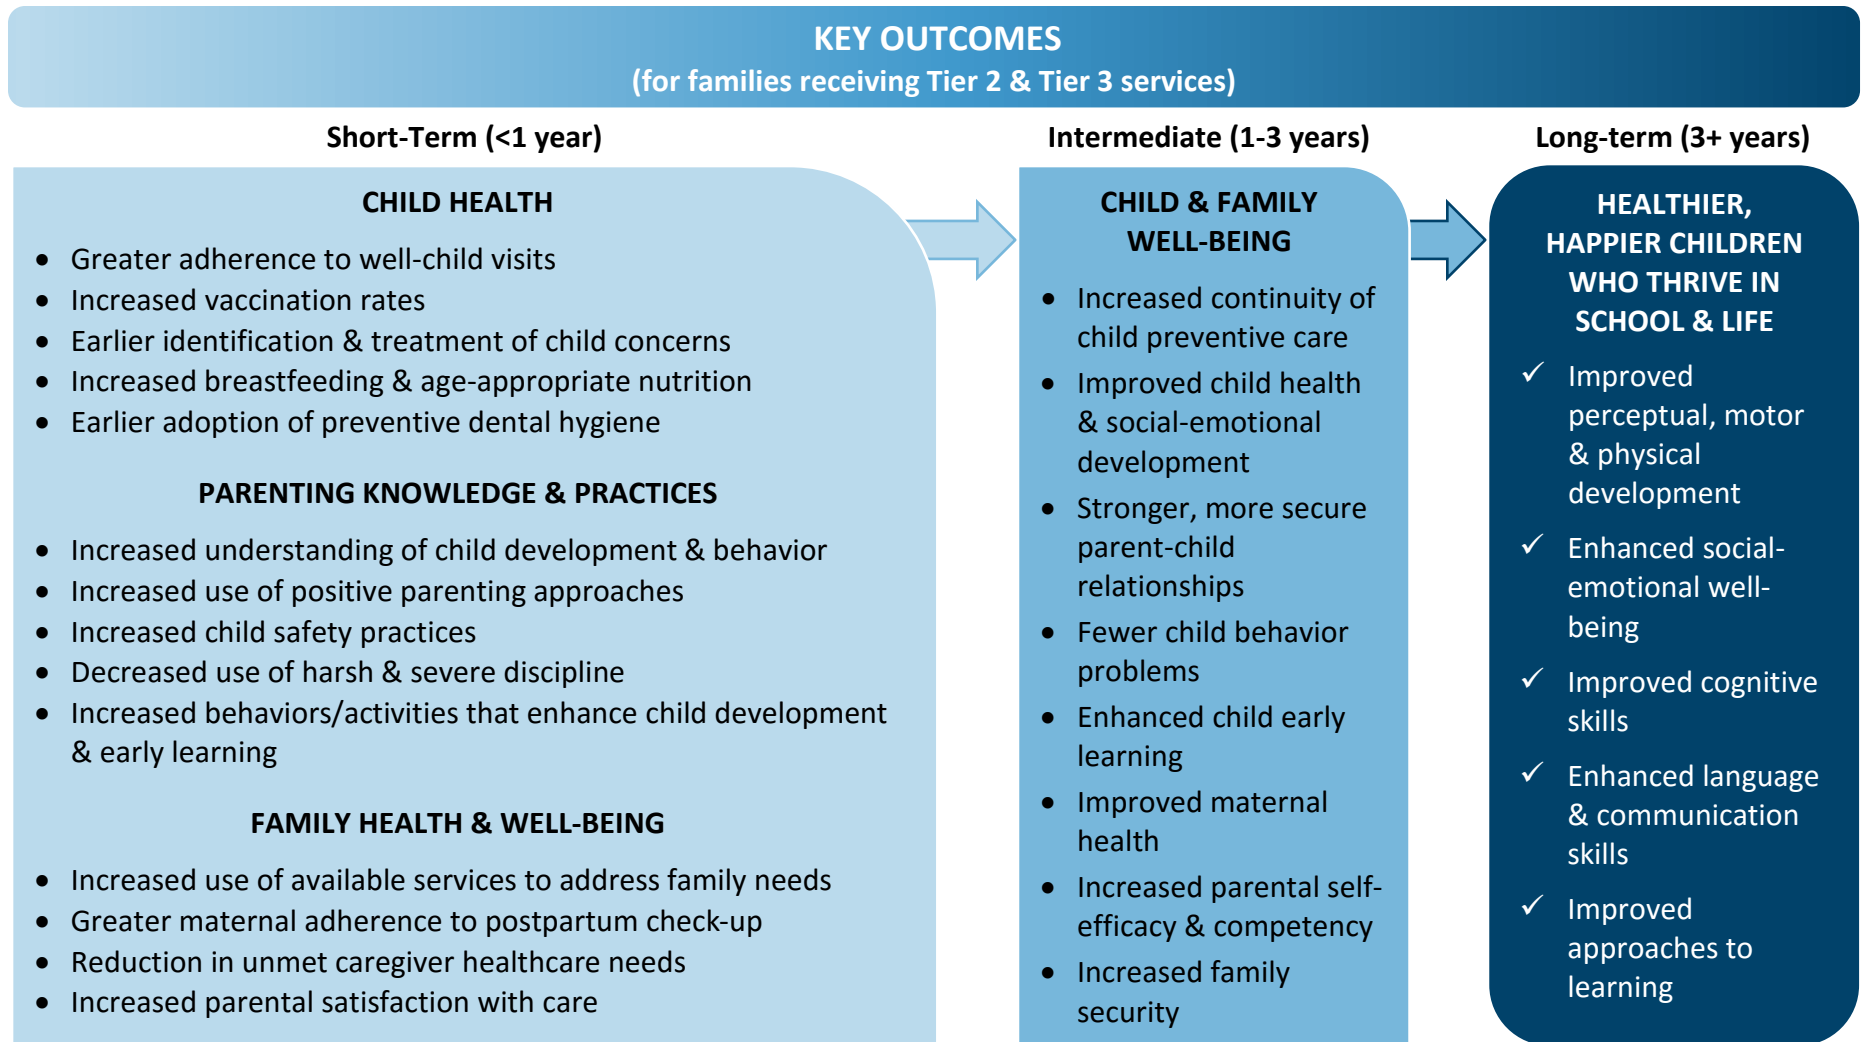 KEY OUTCOMES
(for families receiving Tier 2 & Tier 3 services)
Short-Term (<1 year)
CHILD HEALTH
• Greater adherence to well-child visits
• Increased vaccination rates
• Earlier identification & treatment of child concerns
• Increased breastfeeding & age-appropriate nutrition
• Earlier adoption of preventive dental hygiene
PARENTING KNOWLEDGE & PRACTICES
• Increased understanding of child development & behavior
• Increased use of positive parenting approaches
• Increased child safety practices
• Decreased use of harsh & severe discipline
• Increased behaviors/activities that enhance child development
& early learning
FAMILY HEALTH & WELL-BEING
• Increased use of available services to address family needs
• Greater maternal adherence to postpartum check-up
• Reduction in unmet caregiver healthcare needs
• Increased parental satisfaction with care
Intermediate (1-3 years)
CHILD & FAMILY
WELL-BEING
• Increased continuity of
child preventive care
• Improved child health
& social-emotional
development
• Stronger, more secure
parent-child
relationships
• Fewer child behavior
problems
• Enhanced child early
learning
• Improved maternal
health
• Increased parental self-
efficacy & competency
• Increased family
security
Long-term (3+ years)
HEALTHIER,
HAPPIER CHILDREN
WHO THRIVE IN
SCHOOL & LIFE
✓ Improved
perceptual, motor
& physical
development
✓ Enhanced social-
emotional well-
being
✓ Improved cognitive
skills
✓ Enhanced language
& communication
skills
✓ Improved
approaches to
learning